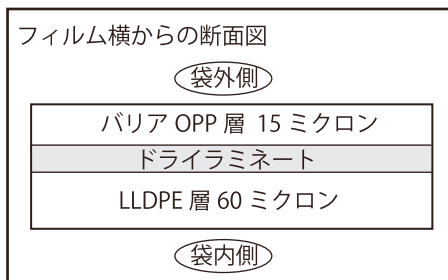 フィルム横からの断面図
袋外側
バリア OPP 層 15 ミクロン
ドライラミネート
LLDPE 層 60 ミクロン
袋内側